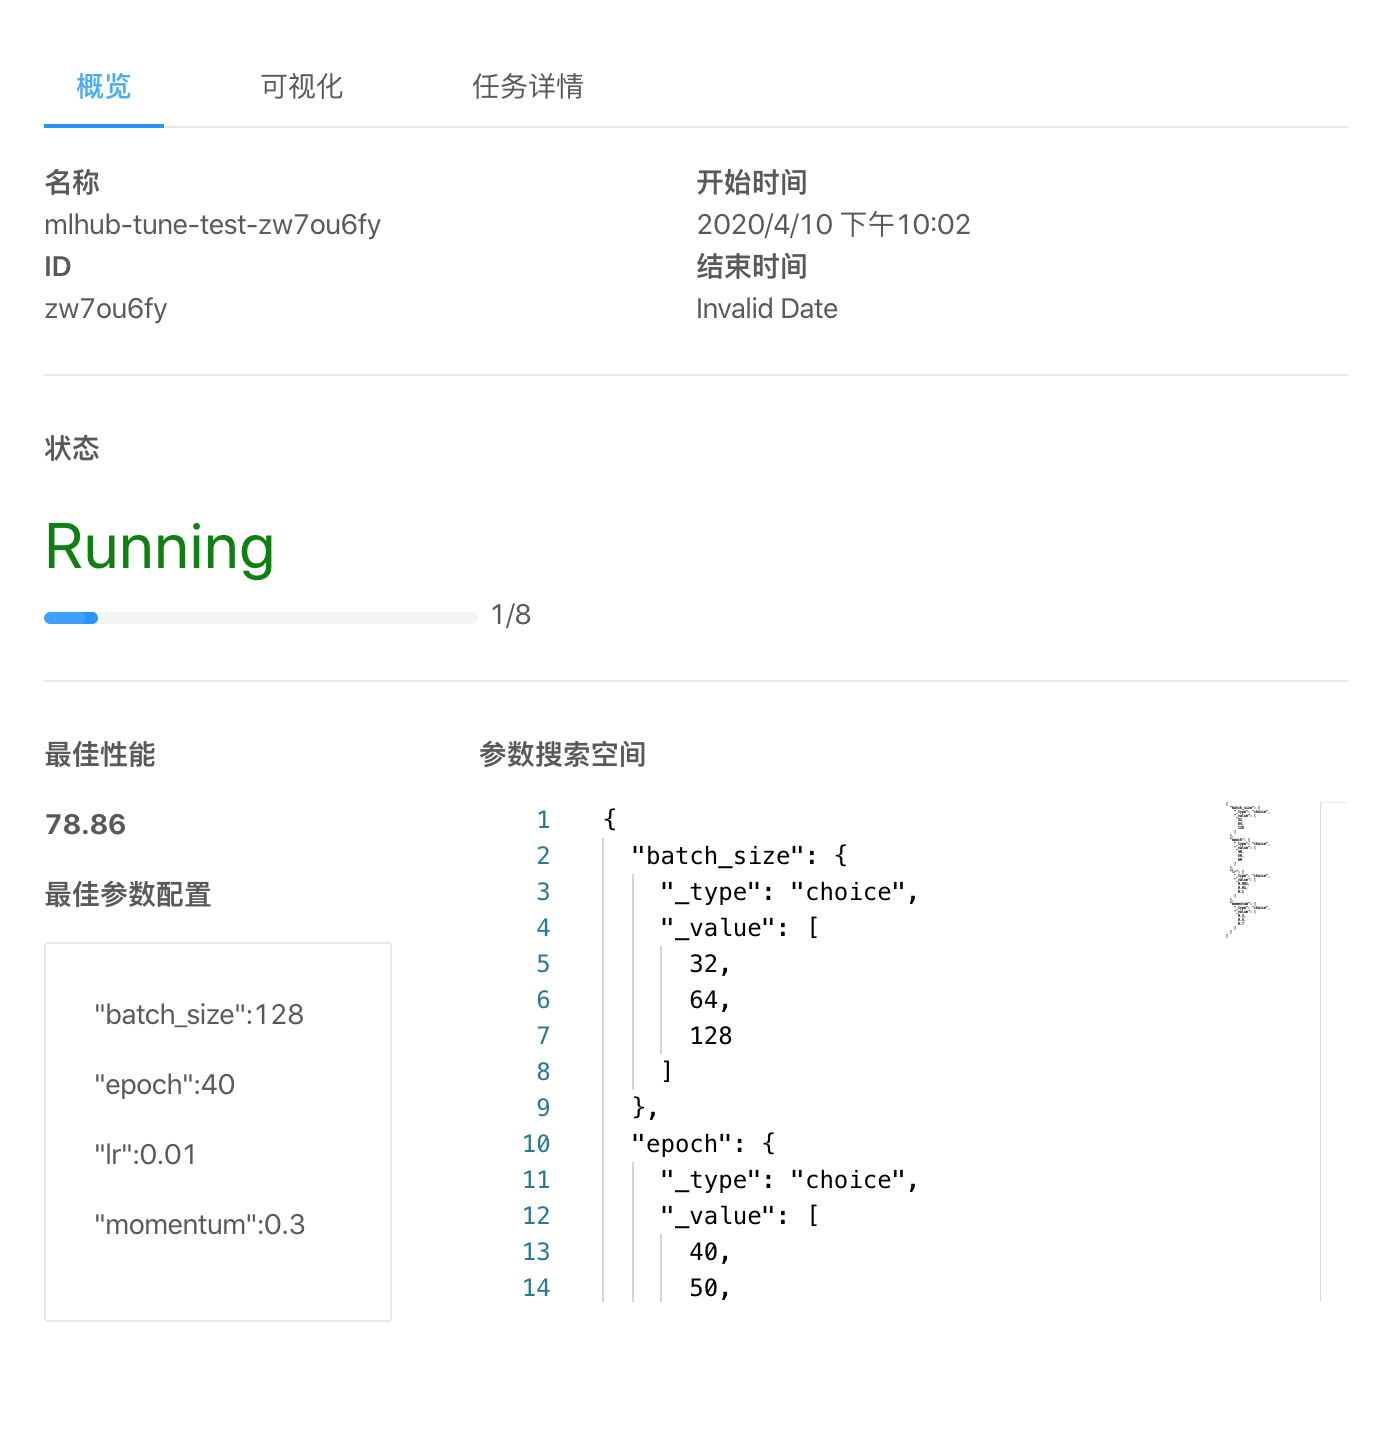 概览 可视化 任务详情
名称
mlhub-tune-test-zw7ou6fy
ID
zw7ou6fy
开始时间
2020/4/10 下午10:02
结束时间
Invalid Date
状态
Running
1/8
最佳性能
78.86
最佳参数配置
"batch_size":128
"epoch":40
"lr":0.01
"momentum":0.3
参数搜索空间
1 {
2 "batch_size": {
3 "_type": "choice",
4 "_value": [
5 32,
6 64,
7 128
8 ]
9 },
10 "epoch": {
11 "_type": "choice",
12 "_value": [
13 40,
14 50,